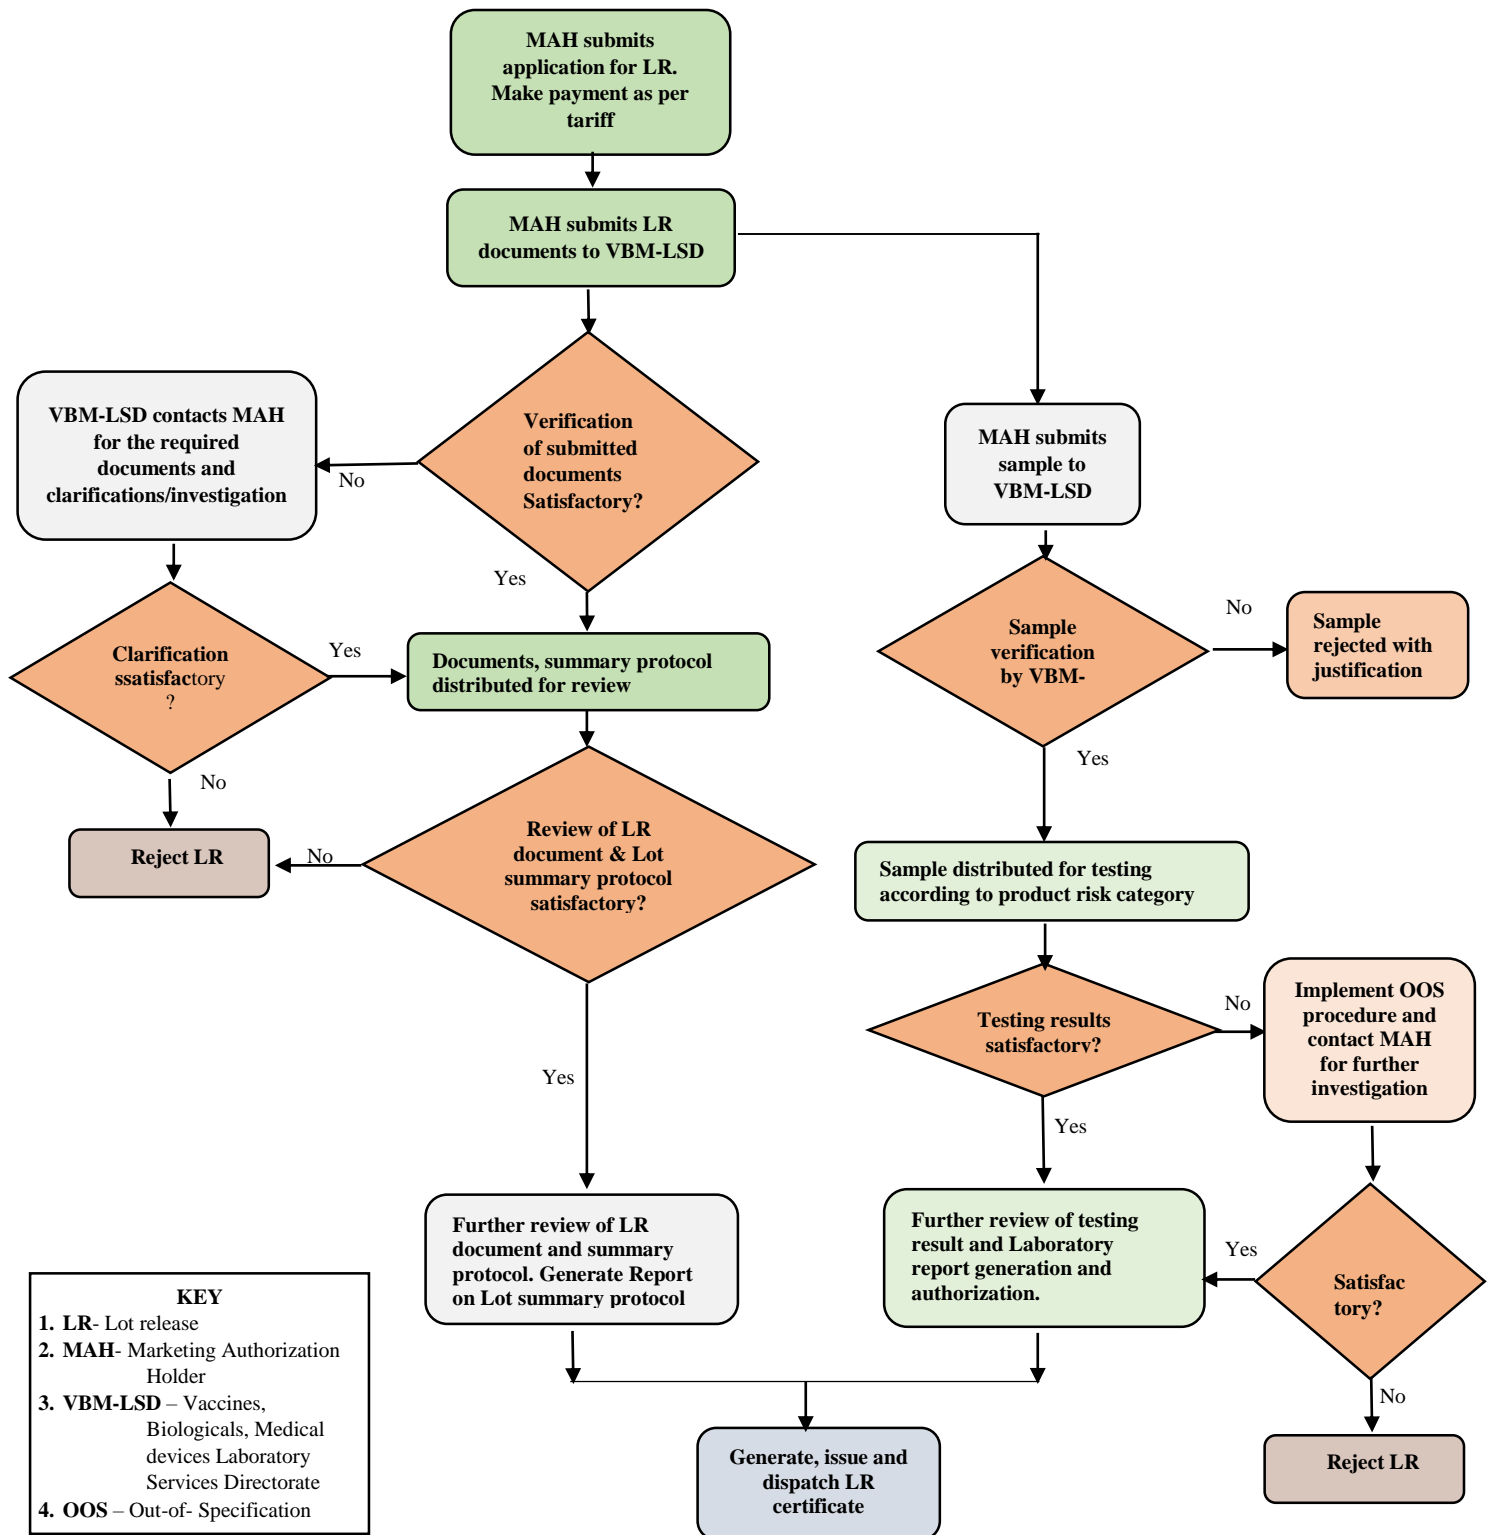 MAH submits
application for LR.
Make payment as per
tariff
MAH submits LR
documents to VBM-LSD
VBM-LSD contacts MAH
for the required
documents and
clarifications/investigation
No
Verification
of submitted
documents
Satisfactory?
MAH submits
sample to
VBM-LSD
Yes
Clarification
ssatisfactory
?
Yes
Documents, summary protocol
distributed for review
Sample
verification
by VBM-
No
Sample
rejected with
justification
Yes
No
Reject LR
No
Review of LR
document & Lot
summary protocol
satisfactory?
Sample distributed for testing
according to product risk category
Testing results
satisfactory?
No
Implement OOS
procedure and
contact MAH
for further
investigation
Yes
Yes
Further review of LR
document and summary
protocol. Generate Report
on Lot summary protocol
Further review of testing
result and Laboratory
report generation and
authorization.
Yes
Satisfac
tory?
No
Reject LR
Generate, issue and
dispatch LR
certificate
KEY
1. LR- Lot release
2. MAH- Marketing Authorization
Holder
3. VBM-LSD – Vaccines,
Biologicals, Medical
devices Laboratory
Services Directorate
4. OOS – Out-of- Specification